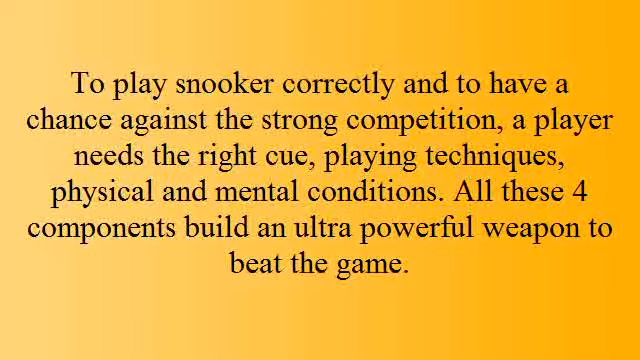 To play snooker correctly and to have a
chance against the strong competition, a player
needs the right cue, playing techniques,
physical and mental conditions. All these 4
components build an ultra powerful weapon to
beat the game.